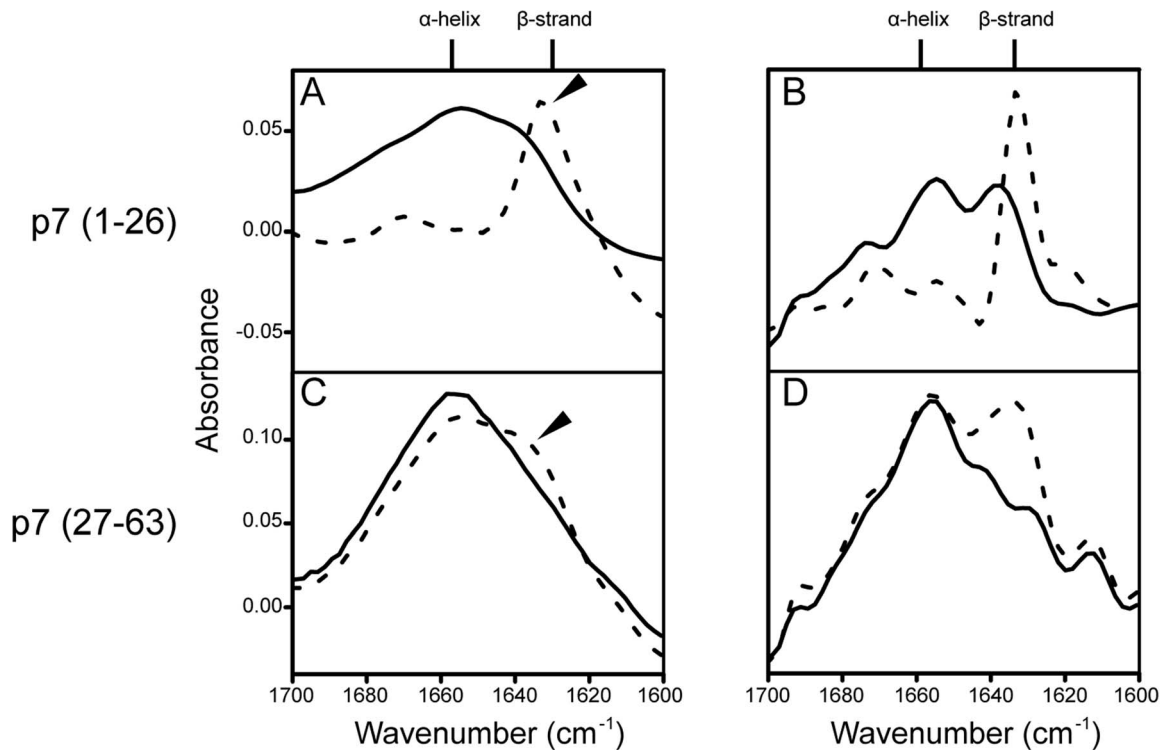 α-helix β-strand α-helix β-strand
A B
0.05
p7 (1-26) 0.00
-0.05
Absorbance
C D
0.10
p7 (27-63) 0.05
0.00
1700 1680 1660 1640 1620 1600 1700 1680 1660 1640 1620 1600
Wavenumber (cm⁻¹) Wavenumber (cm⁻¹)